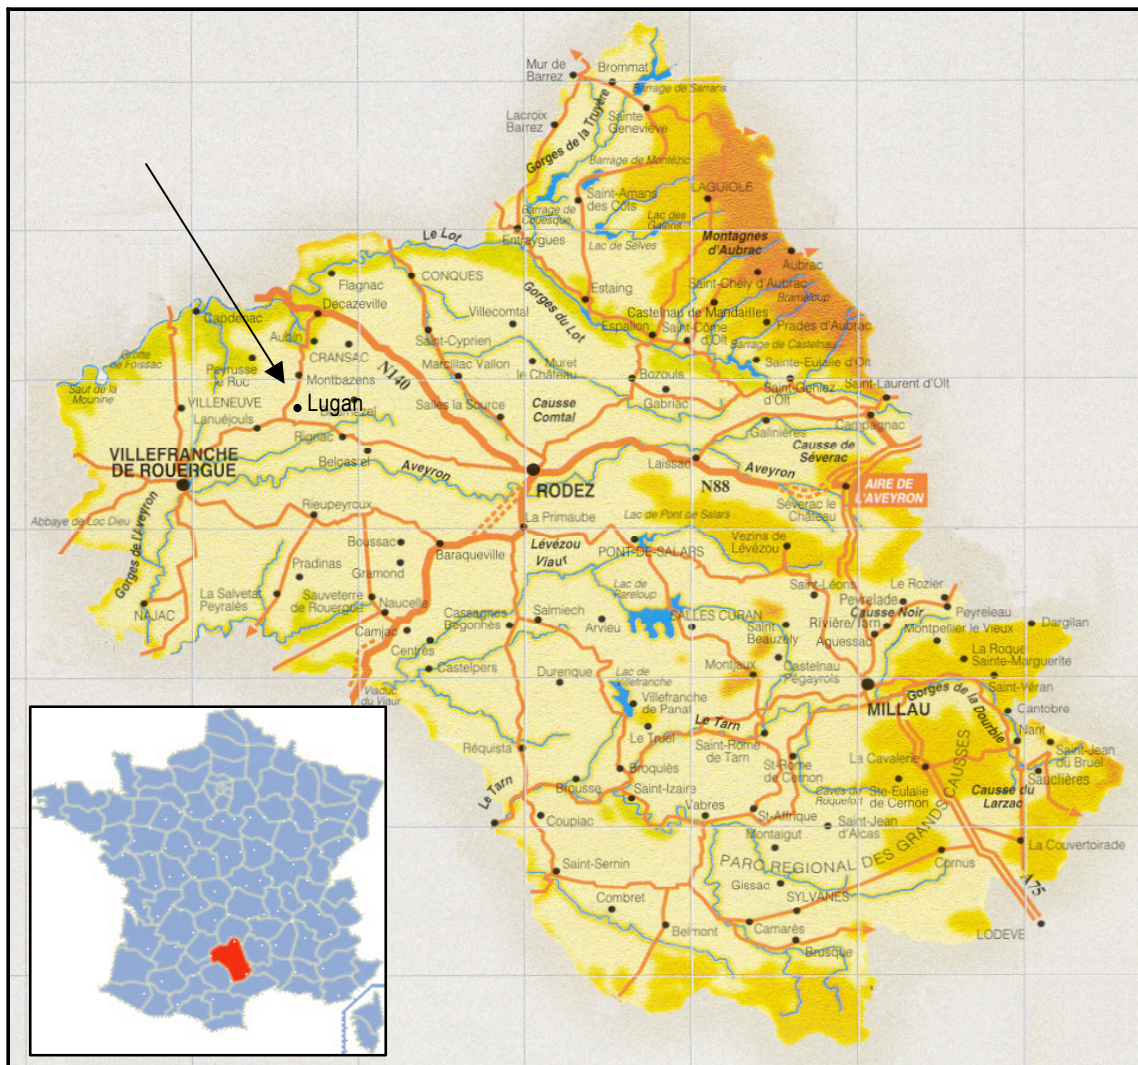 Mur de
Barrez
Brommat
Barrage de Sarrans
Lacroix
Barrez
Sainte
Geneviève
Gorges de la Truyère
Barrage de Montézic
Saint-Amans
des Côts
LAGUIOLE
Barrage de
Couesque
Lac des
Galens
Entraygues
Lac de Selves
Montagnes
d'Aubrac
Le Lot
Aubrac
Flagnac
CONQUES
Saint-Chély d'Aubrac
Estaing
Brameloup
Decazeville
Villecomtal
Gorges du Lot
Castelnau de Mandailles
Capdenac
Espalion
Saint-Côme
d'Olt
Prades d'Aubrac
Aubin
CRANSAC
Saint-Cyprien
Barrage de Castelnau
Grotte
de Foissac
Peyrusse
le Roc
Marcillac Vallon
Muret
le Château
Sainte-Eulalie d'Olt
Saut de la
Mounine
Montbazens
N140
Bozouls
Saint-Geniez
d'Olt
Saint-Laurent d'Olt
VILLENEUVE
Lugan
Salles la Source
Causse
Comtal
Gabriac
Lanuéjouls
Campagnac
Rignac
Galinières
Causse de
Séverac
VILLEFRANCHE
DE ROUERGUE
Belcastel
Aveyron
Laissac
Aveyron
RODEZ
N88
AIRE DE
L'AVEYRON
Séverac le
Château
Rieupeyroux
Abbaye de Loc Dieu
La Primaube
Lac de Pont de Salars
Gorges de l'Aveyron
Boussac
Baraqueville
Lévézou
Viaur
PONT-DE-SALARS
Vezins de
Lévézou
Pradinas
Gramond
Lac de
Pareloup
Saint-Léons
Le Rozier
La Salvetat
Peyralès
Sauveterre
de Rouergue
Peyrelade
NAJAC
Naucelle
Cassagnes
Bégonhès
Salmiech
Arvieu
SALLES CURAN
Saint
Beauzély
Causse Noir
Rivière/Tarn
Peyreleau
Camjac
Aguessac
Montpellier le Vieux
Dargilan
Centrès
La Roque
Sainte-Marguerite
Castelpers
Durenque
Lac de
Villefranche
Montjaux
Castelnau
Pégayrols
Viaduc
du Viaur
Villefranche
de Panat
MILLAU
Gorges de la Dourbie
Saint-Véran
Cantobre
Le Tarn
Le Truel
Réquista
Saint-Rome
de Tarn
Nant
Saint-Jean
du Bruel
Broquiès
St-Rome
de Cernon
La Cavalerie
Sauclières
Le Tarn
Brousse
Saint-Izaire
Caves du
Roquefort
Ste-Eulalie
de Cernon
Causse du
Larzac
Coupiac
Vabres
St-Affrique
Saint-Jean
d'Alcas
Montaigut
La Couvertoirade
PARC REGIONAL DES GRANDS CAUSSES
Saint-Sernin
Cornus
Gissac
A75
SYLVANES
Combret
Belmont
Camarès
LODEVE
Brusque